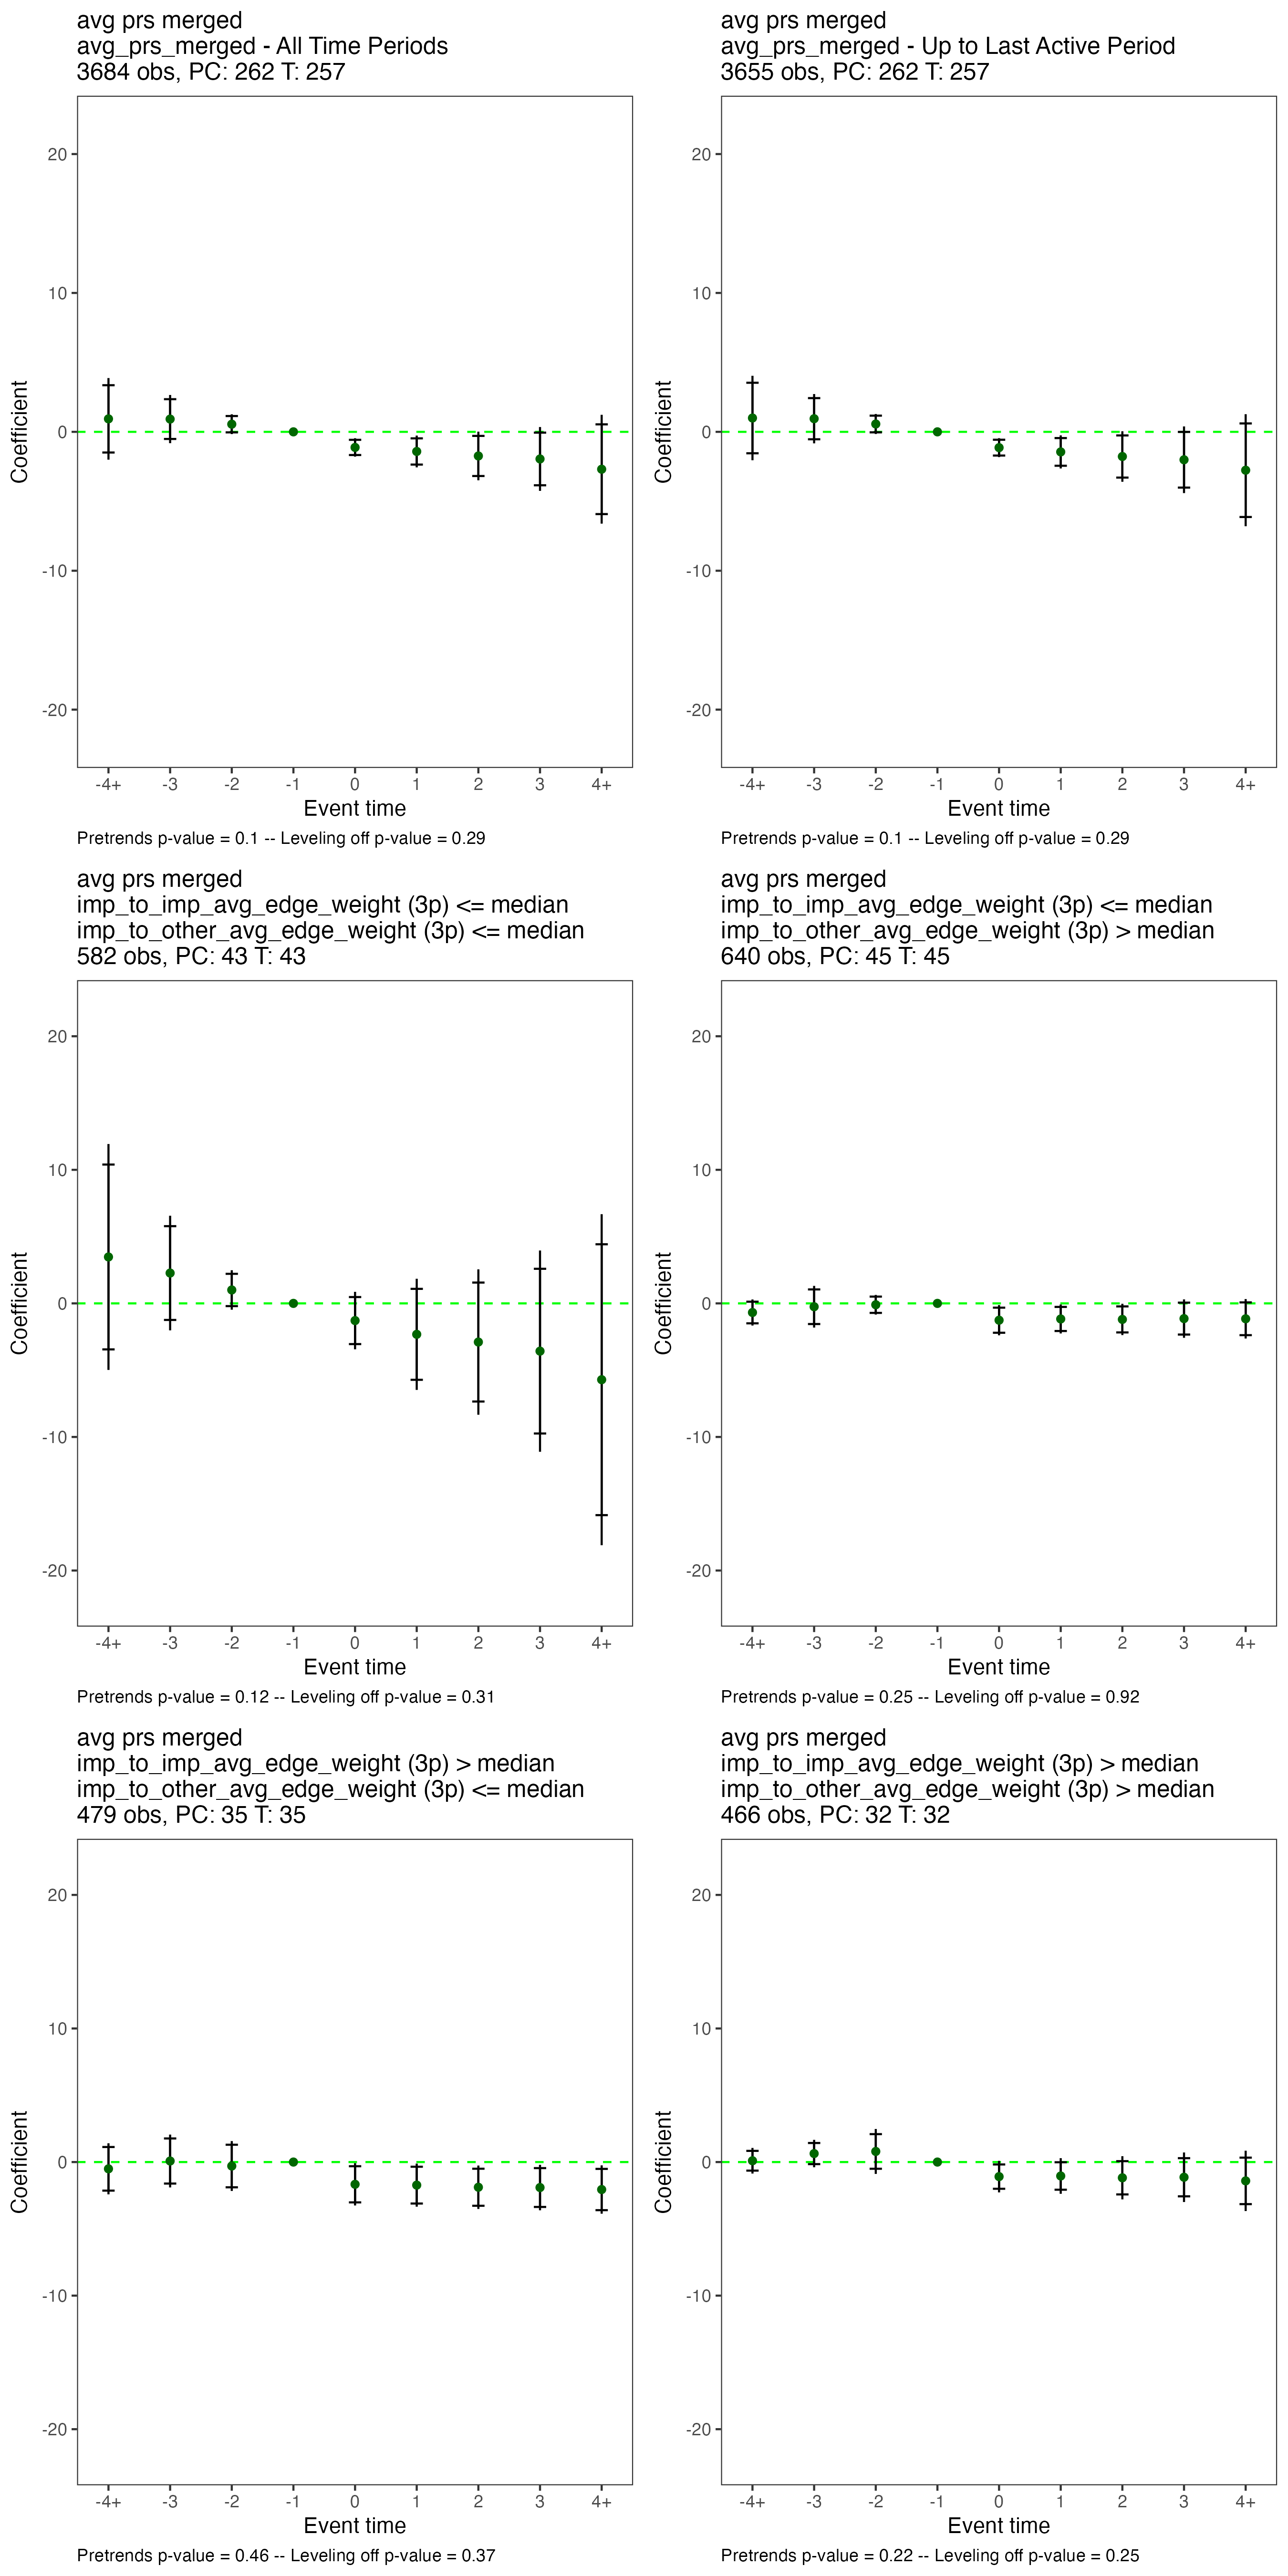 avg prs merged
avg_prs_merged - All Time Periods
3684 obs, PC: 262 T: 257
20
10
0
-10
-20
Coefficient
-4+ -3 -2 -1 0 1 2 3 4+
Event time
Pretrends p-value = 0.1 -- Leveling off p-value = 0.29
avg prs merged
avg_prs_merged - Up to Last Active Period
3655 obs, PC: 262 T: 257
20
10
0
-10
-20
Coefficient
-4+ -3 -2 -1 0 1 2 3 4+
Event time
Pretrends p-value = 0.1 -- Leveling off p-value = 0.29
avg prs merged
imp_to_imp_avg_edge_weight (3p) <= median
imp_to_other_avg_edge_weight (3p) <= median
582 obs, PC: 43 T: 43
20
10
0
-10
-20
Coefficient
-4+ -3 -2 -1 0 1 2 3 4+
Event time
Pretrends p-value = 0.12 -- Leveling off p-value = 0.31
avg prs merged
imp_to_imp_avg_edge_weight (3p) <= median
imp_to_other_avg_edge_weight (3p) > median
640 obs, PC: 45 T: 45
20
10
0
-10
-20
Coefficient
-4+ -3 -2 -1 0 1 2 3 4+
Event time
Pretrends p-value = 0.25 -- Leveling off p-value = 0.92
avg prs merged
imp_to_imp_avg_edge_weight (3p) > median
imp_to_other_avg_edge_weight (3p) <= median
479 obs, PC: 35 T: 35
20
10
0
-10
-20
Coefficient
-4+ -3 -2 -1 0 1 2 3 4+
Event time
Pretrends p-value = 0.46 -- Leveling off p-value = 0.37
avg prs merged
imp_to_imp_avg_edge_weight (3p) > median
imp_to_other_avg_edge_weight (3p) > median
466 obs, PC: 32 T: 32
20
10
0
-10
-20
Coefficient
-4+ -3 -2 -1 0 1 2 3 4+
Event time
Pretrends p-value = 0.22 -- Leveling off p-value = 0.25